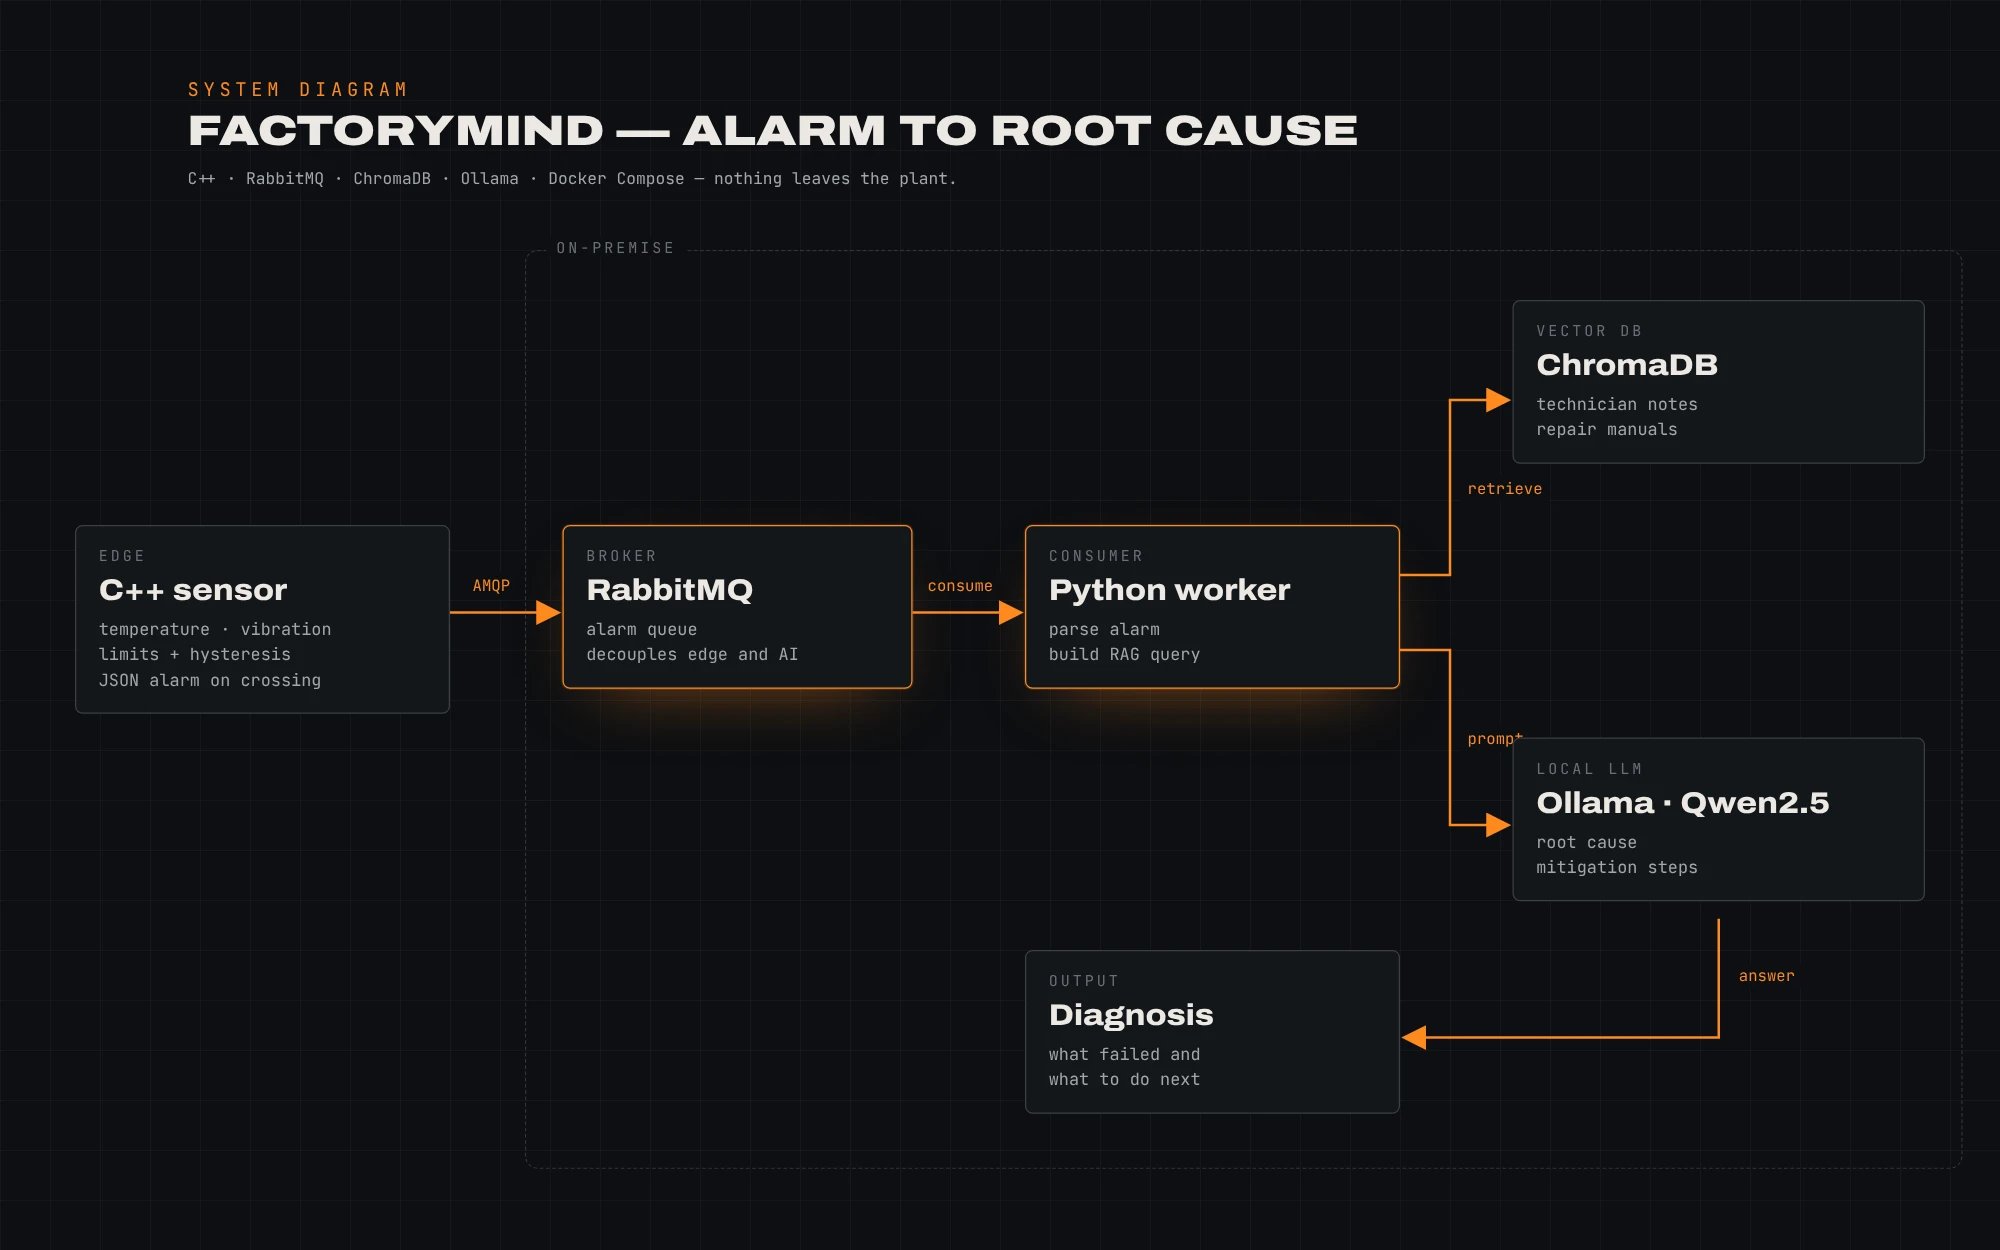 SYSTEM DIAGRAM
FACTORYMIND — ALARM TO ROOT CAUSE
C++ · RabbitMQ · ChromaDB · Ollama · Docker Compose — nothing leaves the plant.
ON-PREMISE
VECTOR DB
ChromaDB
technician notes
repair manuals
retrieve
EDGE
C++ sensor
temperature · vibration
limits + hysteresis
JSON alarm on crossing
AMQP
BROKER
RabbitMQ
alarm queue
decouples edge and AI
consume
CONSUMER
Python worker
parse alarm
build RAG query
prompt
LOCAL LLM
Ollama · Qwen2.5
root cause
mitigation steps
answer
OUTPUT
Diagnosis
what failed and
what to do next